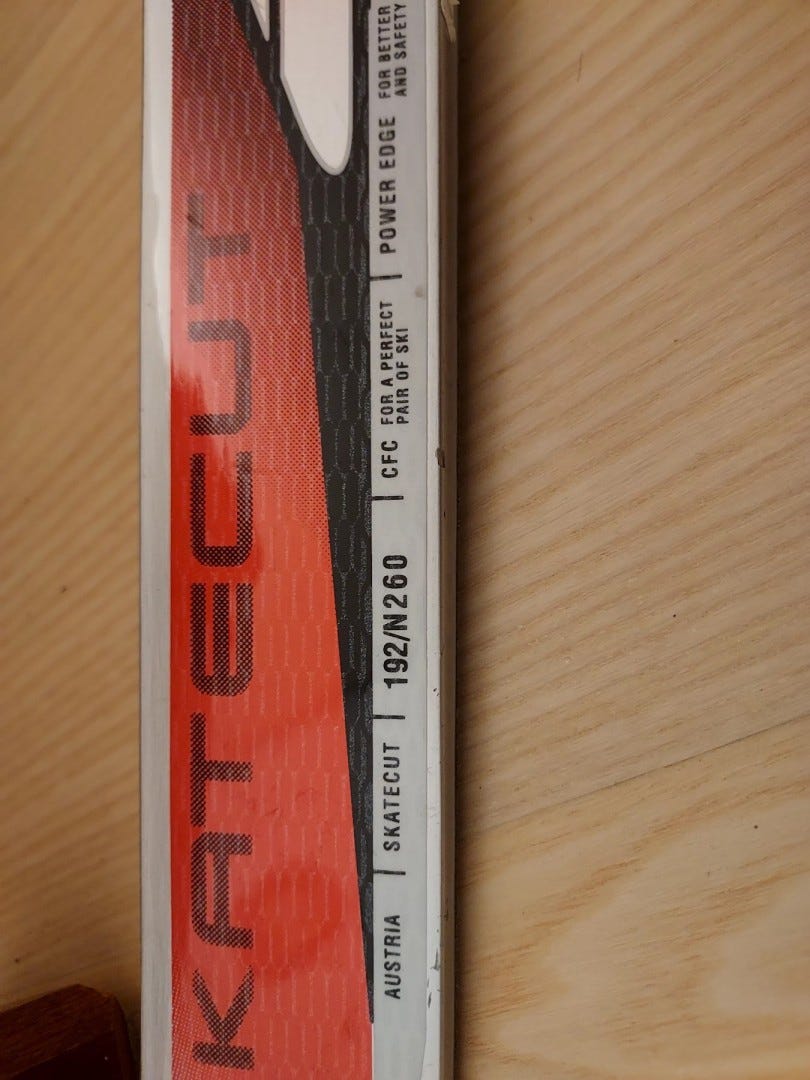 KATECUT
AUSTRIA | SKATECUT | 192/N260 | CFC FOR A PERFECT PAIR OF SKI | POWER EDGE FOR BETTER AND SAFETY